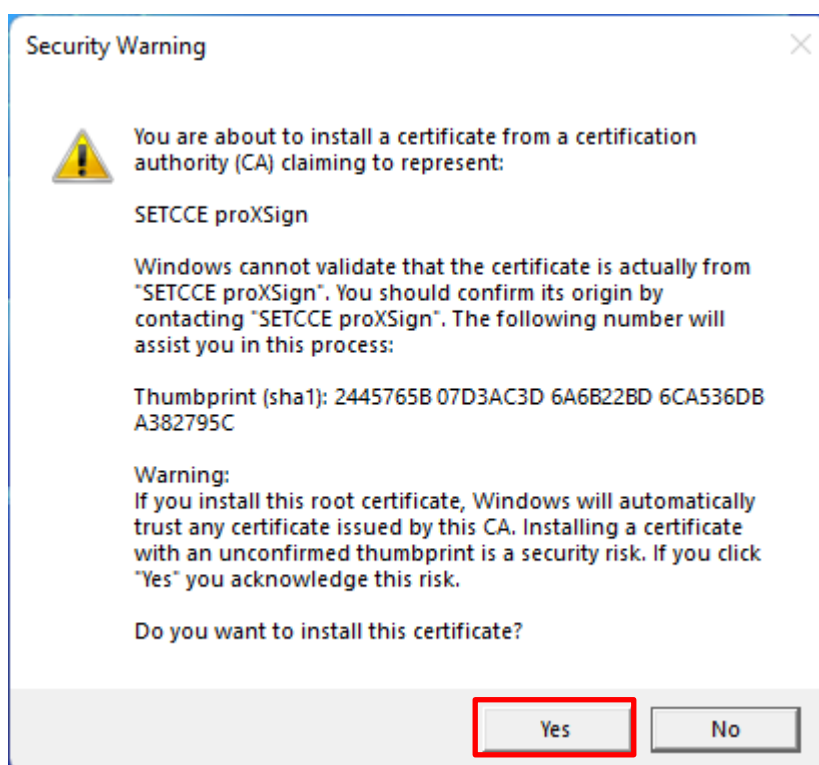 Security Warning
You are about to install a certificate from a certification
authority (CA) claiming to represent:
SETCCE proXSign
Windows cannot validate that the certificate is actually from
"SETCCE proXSign". You should confirm its origin by
contacting "SETCCE proXSign". The following number will
assist you in this process:
Thumbprint (sha1): 2445765B 07D3AC3D 6A6B22BD 6CA536DB
A382795C
Warning:
If you install this root certificate, Windows will automatically
trust any certificate issued by this CA. Installing a certificate
with an unconfirmed thumbprint is a security risk. If you click
"Yes" you acknowledge this risk.
Do you want to install this certificate?
Yes
No